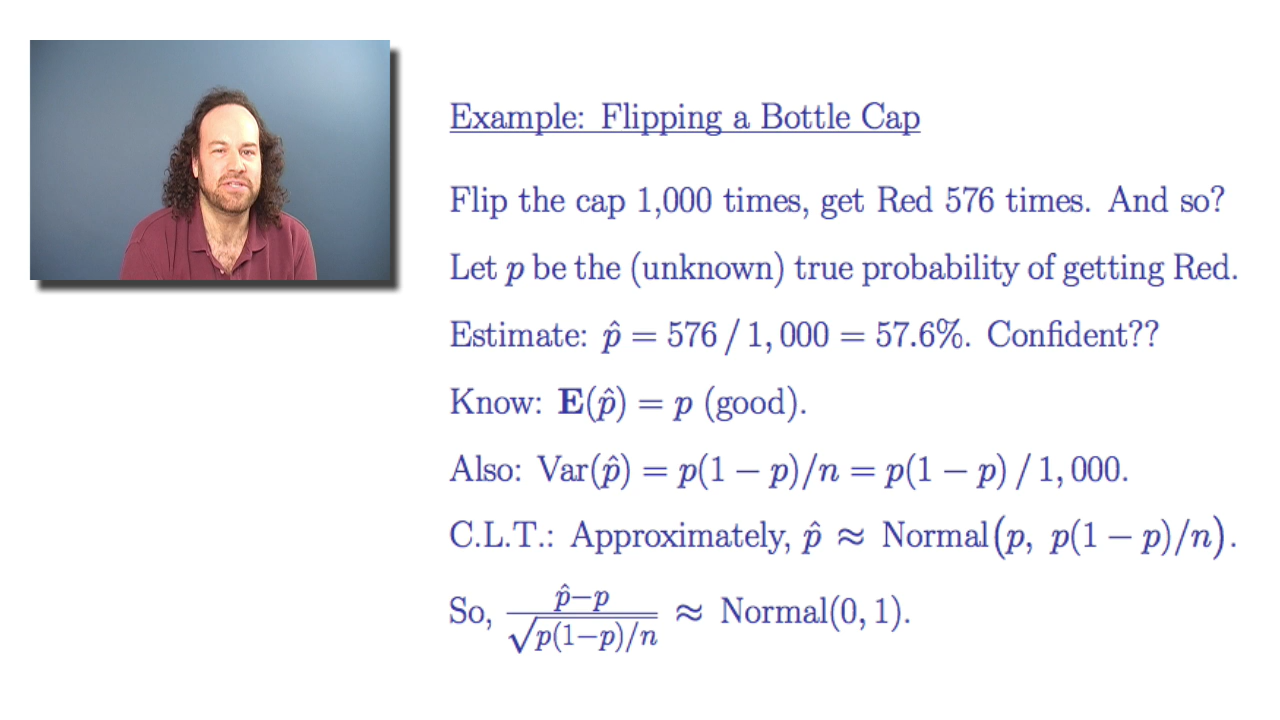 Example: Flipping a Bottle Cap
Flip the cap 1,000 times, get Red 576 times. And so?
Let p be the (unknown) true probability of getting Red.
Estimate: p̂ = 576 / 1,000 = 57.6%. Confident??
Know: E(p̂) = p (good).
Also: Var(p̂) = p(1 − p)/n = p(1 − p) / 1,000.
C.L.T.: Approximately, p̂ ≈ Normal(p, p(1 − p)/n).
So, (p̂−p)/√(p(1−p)/n) ≈ Normal(0, 1).